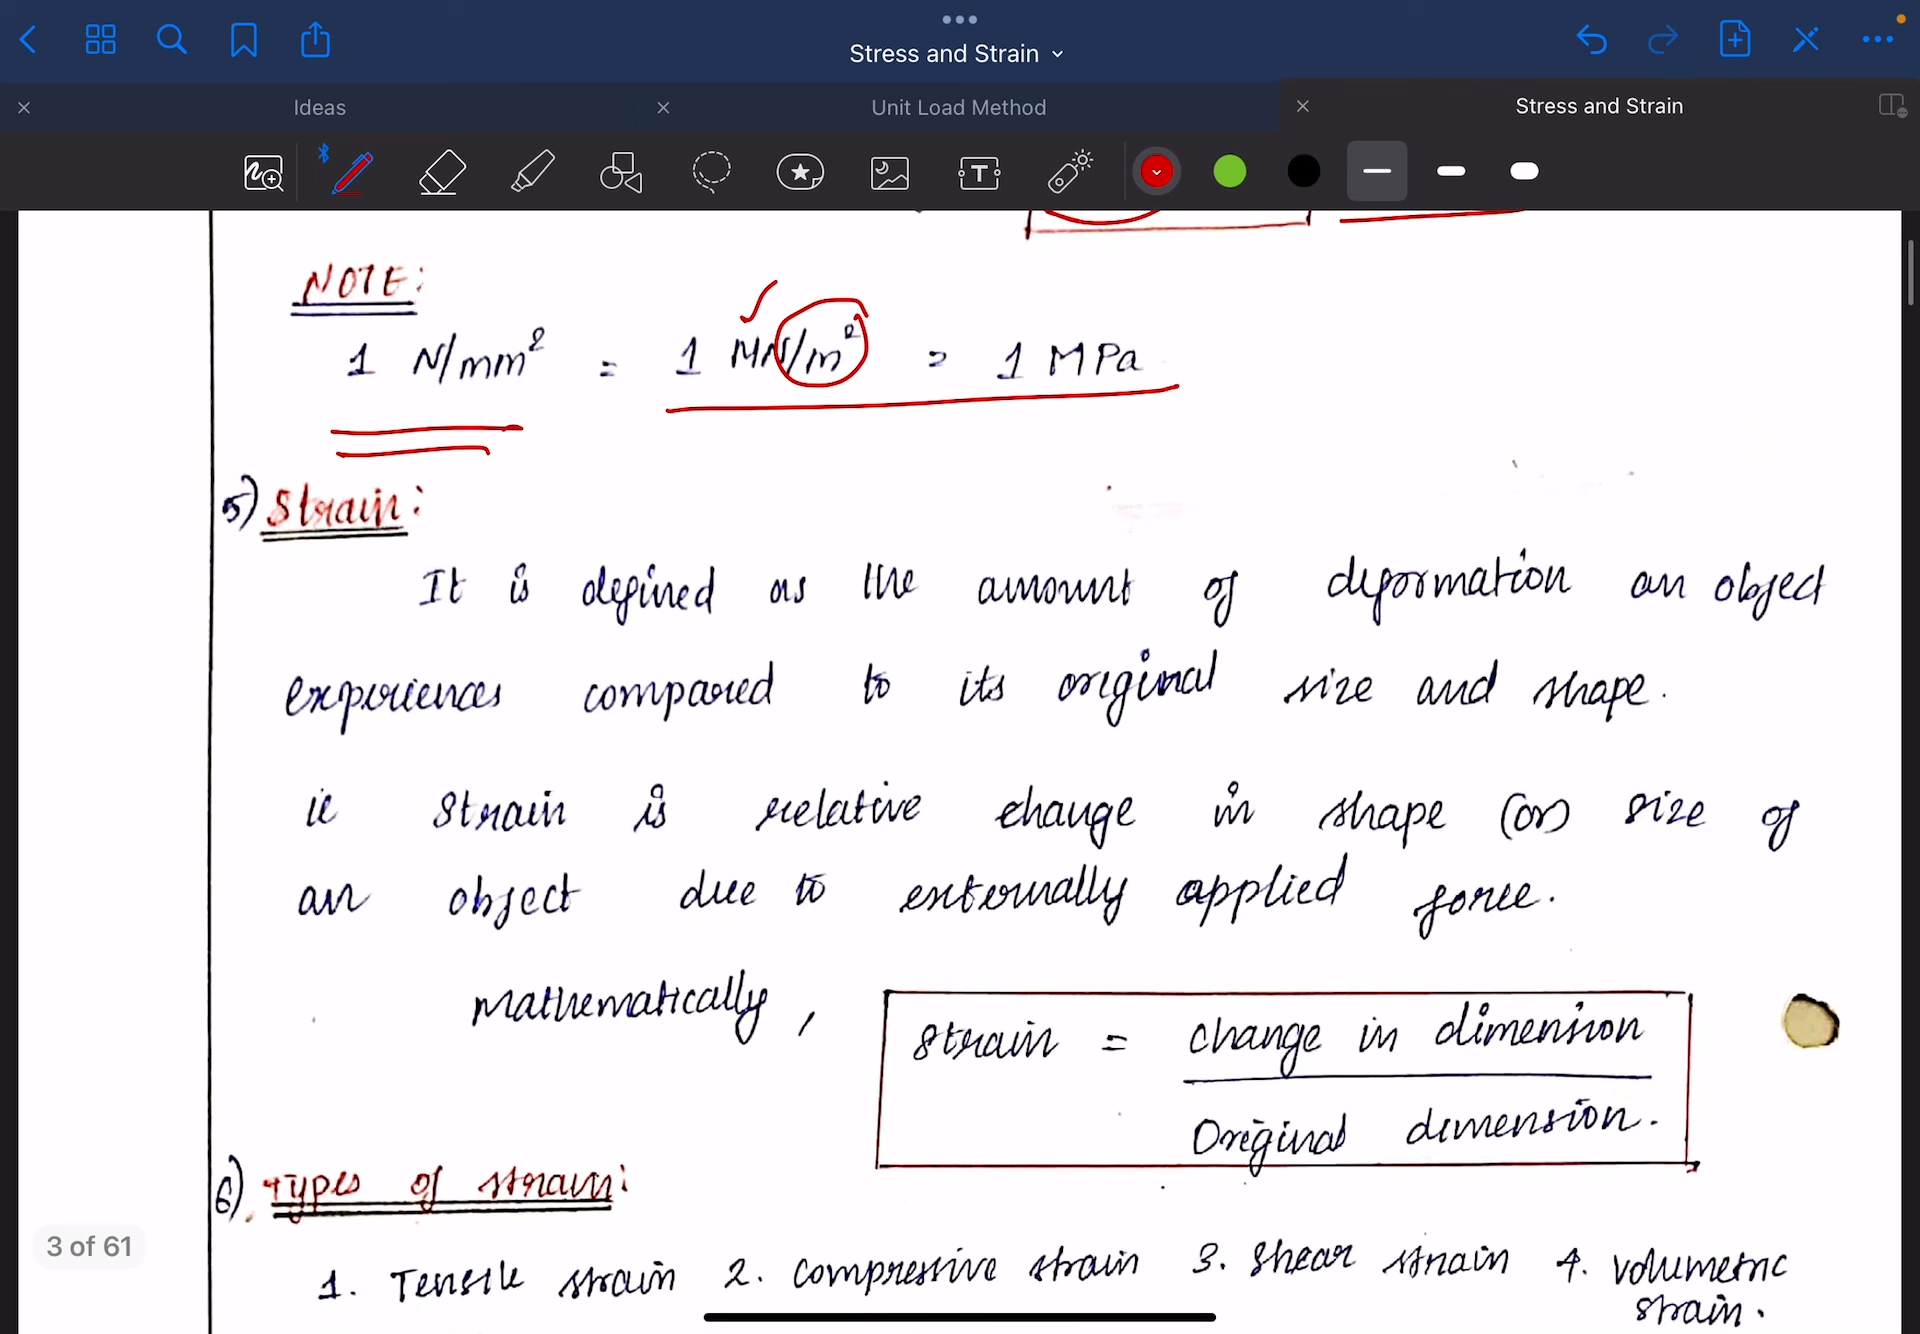 Stress and Strain
Ideas
Unit Load Method
Stress and Strain
NOTE:
1 N/mm² = 1 MN/m² = 1 MPa
5) Strain:
It is defined as the amount of deformation an object
experiences compared to its original size and shape.
ie Strain is relative change in shape (or) size of
an object due to externally applied force.
Mathematically, Strain = Change in dimension
Original dimension.
6). Types of strain:
3 of 61
1. Tensile strain 2. Compressive strain 3. Shear strain 4. Volumetric
strain.